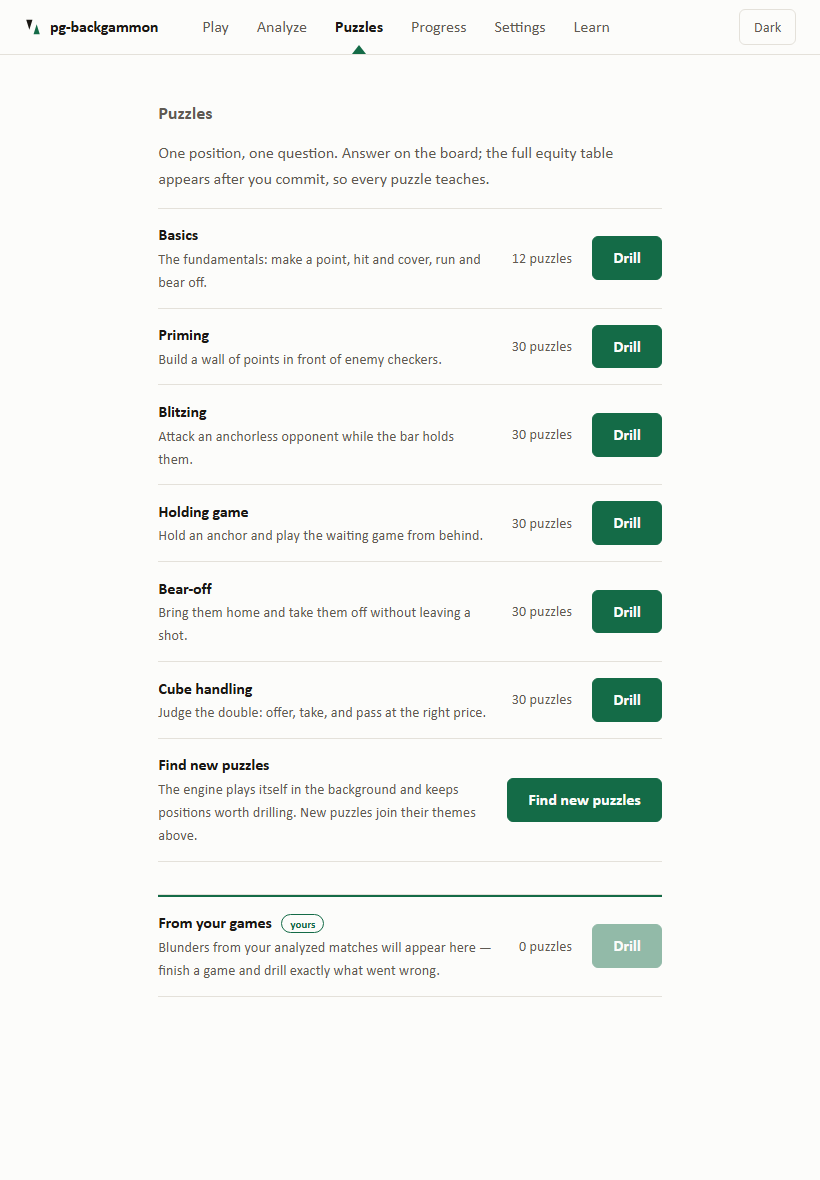 pg-backgammon Play Analyze Puzzles Progress Settings Learn Dark
Puzzles
One position, one question. Answer on the board; the full equity table
appears after you commit, so every puzzle teaches.
Basics
The fundamentals: make a point, hit and cover, run and
bear off.
12 puzzles
Drill
Priming
Build a wall of points in front of enemy checkers.
30 puzzles
Drill
Blitzing
Attack an anchorless opponent while the bar holds
them.
30 puzzles
Drill
Holding game
Hold an anchor and play the waiting game from behind.
30 puzzles
Drill
Bear-off
Bring them home and take them off without leaving a
shot.
30 puzzles
Drill
Cube handling
Judge the double: offer, take, and pass at the right price.
30 puzzles
Drill
Find new puzzles
The engine plays itself in the background and keeps
positions worth drilling. New puzzles join their themes
above.
Find new puzzles
From your games yours
Blunders from your analyzed matches will appear here —
finish a game and drill exactly what went wrong.
0 puzzles
Drill